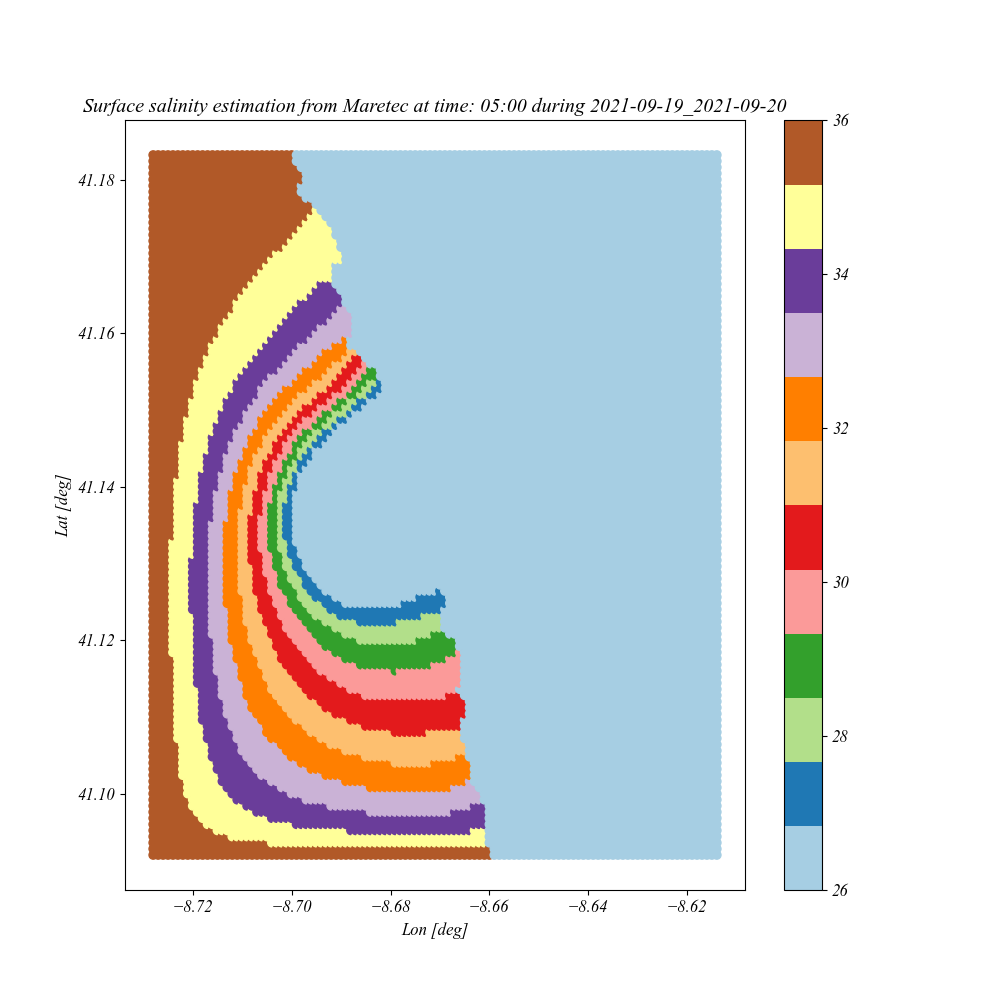 Surface salinity estimation from Maretec at time: 05:00 during 2021-09-19_2021-09-20
36
41.18
34
41.16
32
Lat [deg]
41.14
30
41.12
28
41.10
26
−8.72 −8.70 −8.68 −8.66 −8.64 −8.62
Lon [deg]